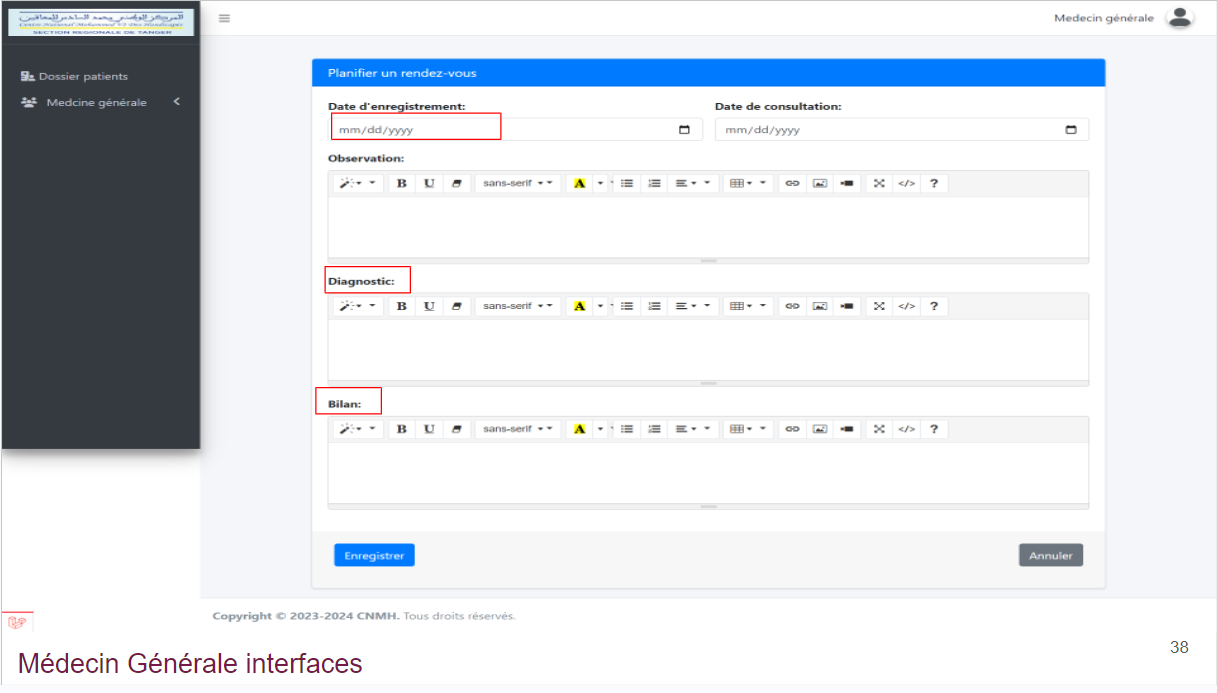 المركز الوطني محمد السادس للمعاقين
Centre National Mohammed VI Des Handicapés
SECTION REGIONALE DE TANGER
Medecin générale
Dossier patients
Medcine générale
Planifier un rendez-vous
Date d'enregistrement:
Date de consultation:
mm/dd/yyyy
mm/dd/yyyy
Observation:
B U sans-serif A </> ?
Diagnostic:
B U sans-serif A </> ?
Bilan:
B U sans-serif A </> ?
Enregistrer
Annuler
Copyright © 2023-2024 CNMH. Tous droits réservés.
38
Médecin Générale interfaces